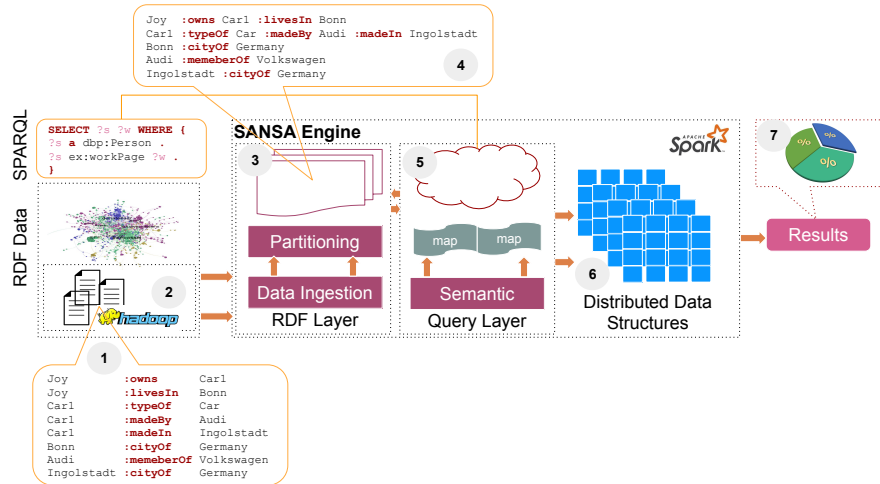 Joy :owns Carl :livesIn Bonn
Carl :typeOf Car :madeBy Audi :madeIn Ingolstadt
Bonn :cityOf Germany
Audi :memeberOf Volkswagen
Ingolstadt :cityOf Germany
4
SPARQL
SELECT ?s ?w WHERE {
?s a dbp:Person .
?s ex:workPage ?w .
}
SANSA Engine
APACHE
Spark
3
5
7
%
%
%
RDF Data
Partitioning
map
map
Results
2
Data Ingestion
Semantic
6
hadoop
RDF Layer
Query Layer
Distributed Data
Structures
1
Joy :owns Carl
Joy :livesIn Bonn
Carl :typeOf Car
Carl :madeBy Audi
Carl :madeIn Ingolstadt
Bonn :cityOf Germany
Audi :memeberOf Volkswagen
Ingolstadt :cityOf Germany